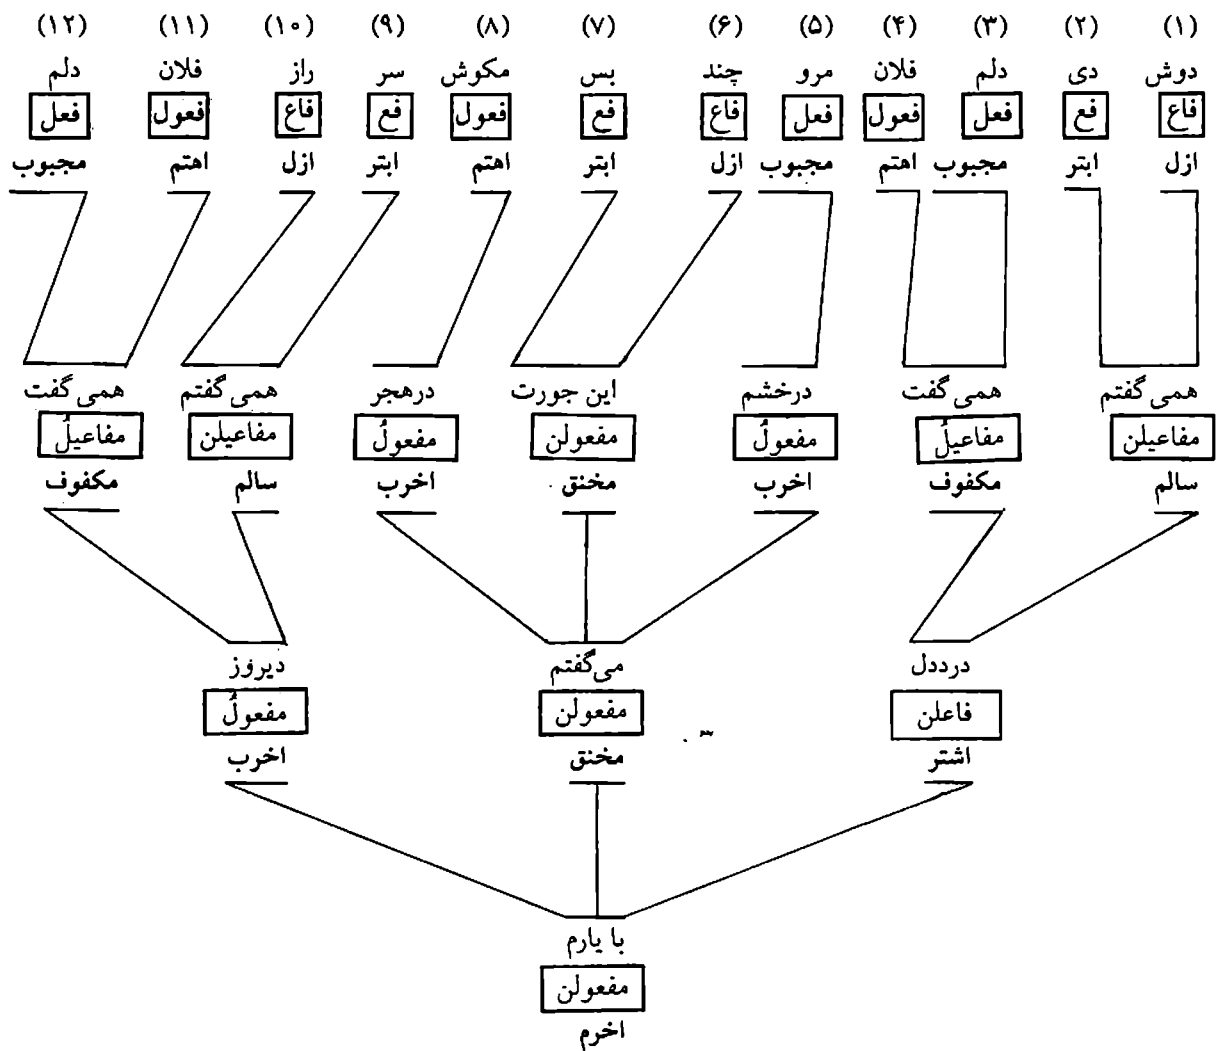 (۱) (۲) (۳) (۴) (۵) (۶) (۷) (۸) (۹) (۱۰) (۱۱) (۱۲)
دوش دی دلم فلان مرو چند بس مکوش سر راز فلان دلم
فاع فع فعل فعول فعل فاع فع فعول فع فاع فعول فعل
ازل ابتر مجبوب اهتم مجبوب ازل ابتر اهتم ابتر ازل اهتم مجبوب
همی‌گفتم همی‌گفت درخشم این جورت درهجر همی‌گفتم همی‌گفت
مفاعیلن مفاعیلُ مفعولُ مفعولن مفعولُ مفاعیلن مفاعیلُ
سالم مکفوف اخرب مخنق اخرب سالم مکفوف
درددل می‌گفتم دیروز
فاعلن مفعولن مفعولُ
اشتر مخنق اخرب
با یارم
مفعولن
اخرم